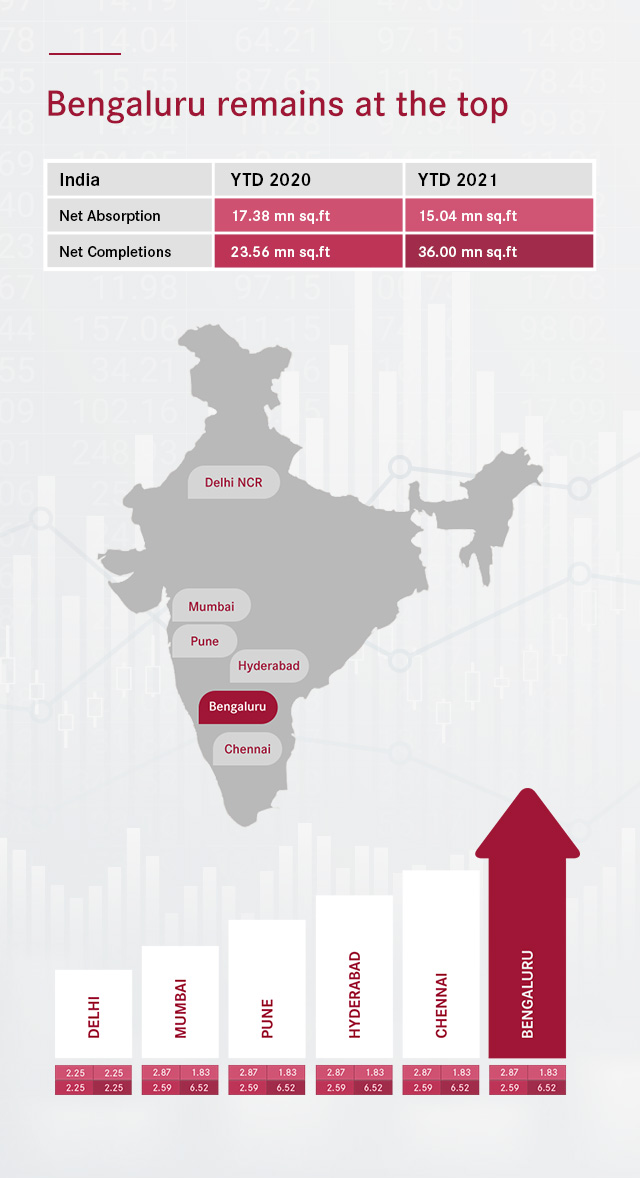 Bengaluru remains at the top
India YTD 2020 YTD 2021
Net Absorption 17.38 mn sq.ft 15.04 mn sq.ft
Net Completions 23.56 mn sq.ft 36.00 mn sq.ft
Delhi NCR
Mumbai
Pune
Hyderabad
Bengaluru
Chennai
DELHI MUMBAI PUNE HYDERABAD CHENNAI BENGALURU
2.25 2.25 2.87 1.83 2.87 1.83 2.87 1.83 2.87 1.83 2.87 1.83
2.25 2.25 2.59 6.52 2.59 6.52 2.59 6.52 2.59 6.52 2.59 6.52